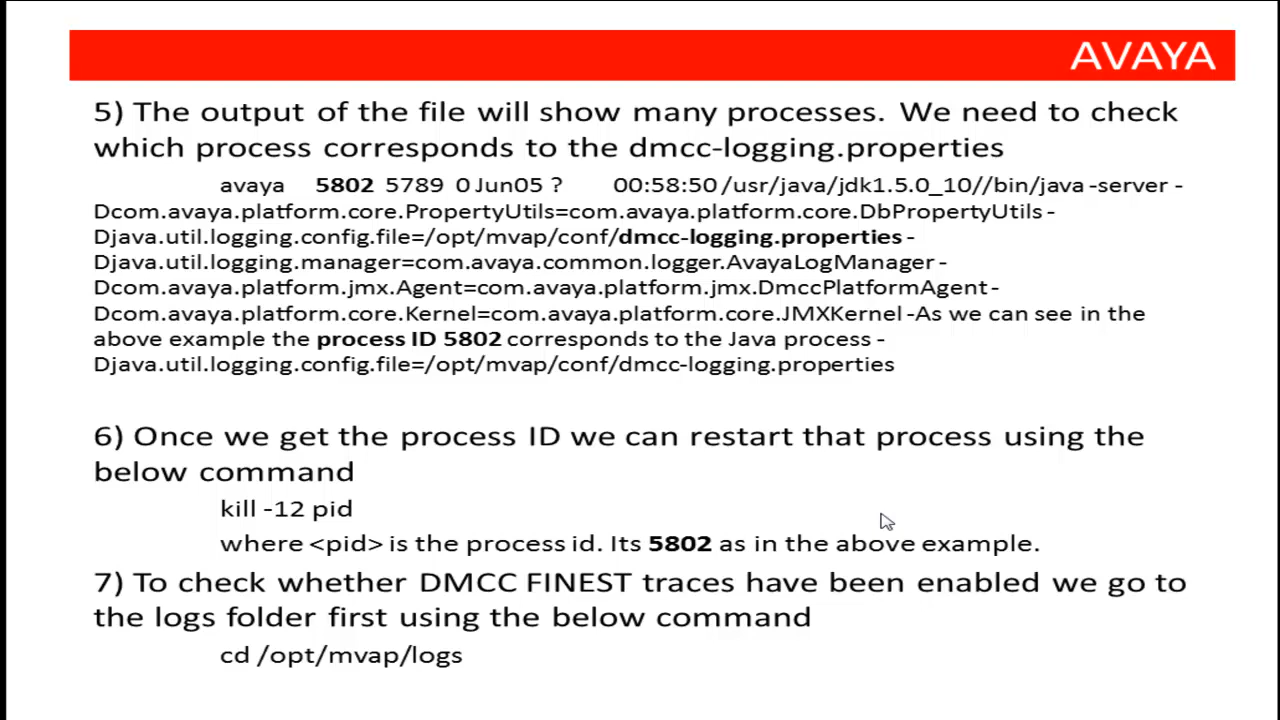 AVAYA
5) The output of the file will show many processes. We need to check
which process corresponds to the dmcc-logging.properties
avaya 5802 5789 0 Jun05 ? 00:58:50 /usr/java/jdk1.5.0_10//bin/java -server -
Dcom.avaya.platform.core.PropertyUtils=com.avaya.platform.core.DbPropertyUtils -
Djava.util.logging.config.file=/opt/mvap/conf/dmcc-logging.properties -
Djava.util.logging.manager=com.avaya.common.logger.AvayaLogManager -
Dcom.avaya.platform.jmx.Agent=com.avaya.platform.jmx.DmccPlatformAgent -
Dcom.avaya.platform.core.Kernel=com.avaya.platform.core.JMXKernel -As we can see in the
above example the process ID 5802 corresponds to the Java process -
Djava.util.logging.config.file=/opt/mvap/conf/dmcc-logging.properties
6) Once we get the process ID we can restart that process using the
below command
kill -12 pid
where <pid> is the process id. Its 5802 as in the above example.
7) To check whether DMCC FINEST traces have been enabled we go to
the logs folder first using the below command
cd /opt/mvap/logs